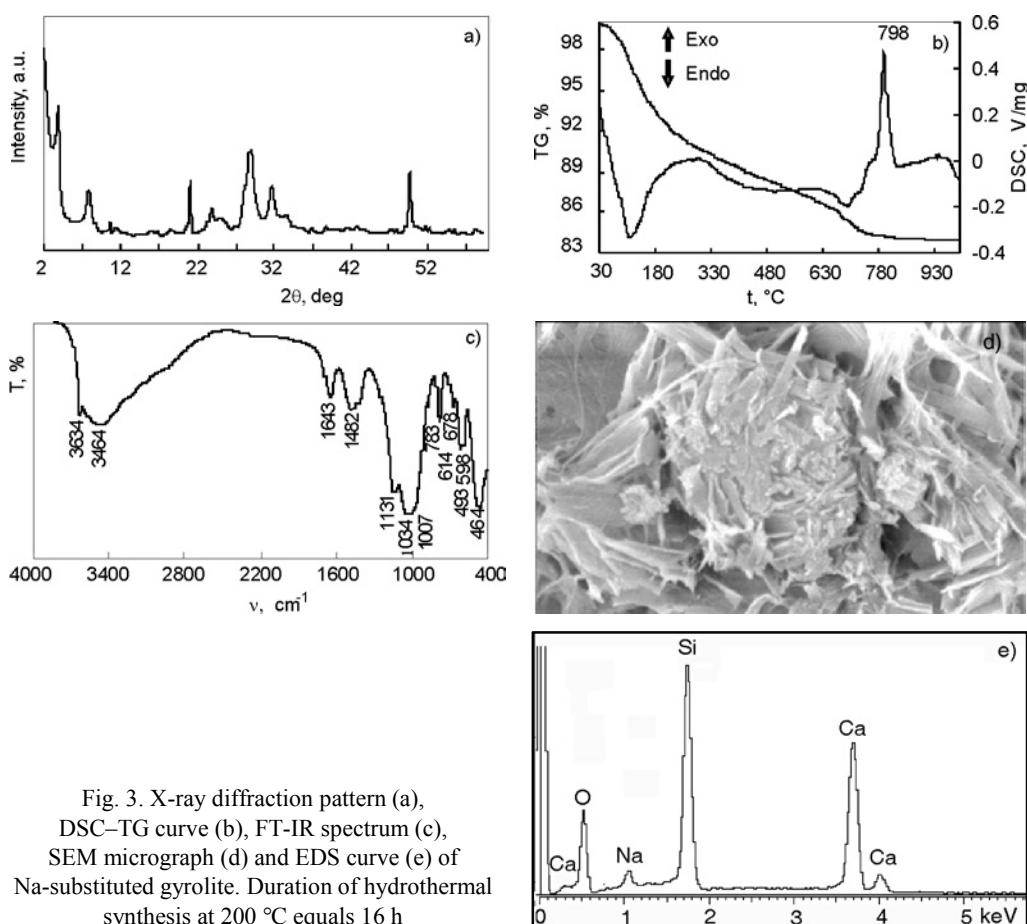 a)
Intensity, a.u.
2 12 22 32 42 52
2θ, deg
b)
798
Exo
Endo
98
95
92
89
86
83
TG, %
0.6
0.4
0.2
0
-0.2
-0.4
DSC, V/mg
30 180 330 480 630 780 930
t, °C
c)
T, %
3634
3464
1643
1482
1131
1034
1007
783
614
678
493
598
464
4000 3400 2800 2200 1600 1000 400
ν, cm-1
d)
e)
Ca
O
Na
Si
Ca
Ca
0 1 2 3 4 5 keV
Fig. 3. X-ray diffraction pattern (a),
DSC–TG curve (b), FT-IR spectrum (c),
SEM micrograph (d) and EDS curve (e) of
Na-substituted gyrolite. Duration of hydrothermal
synthesis at 200 °C equals 16 h